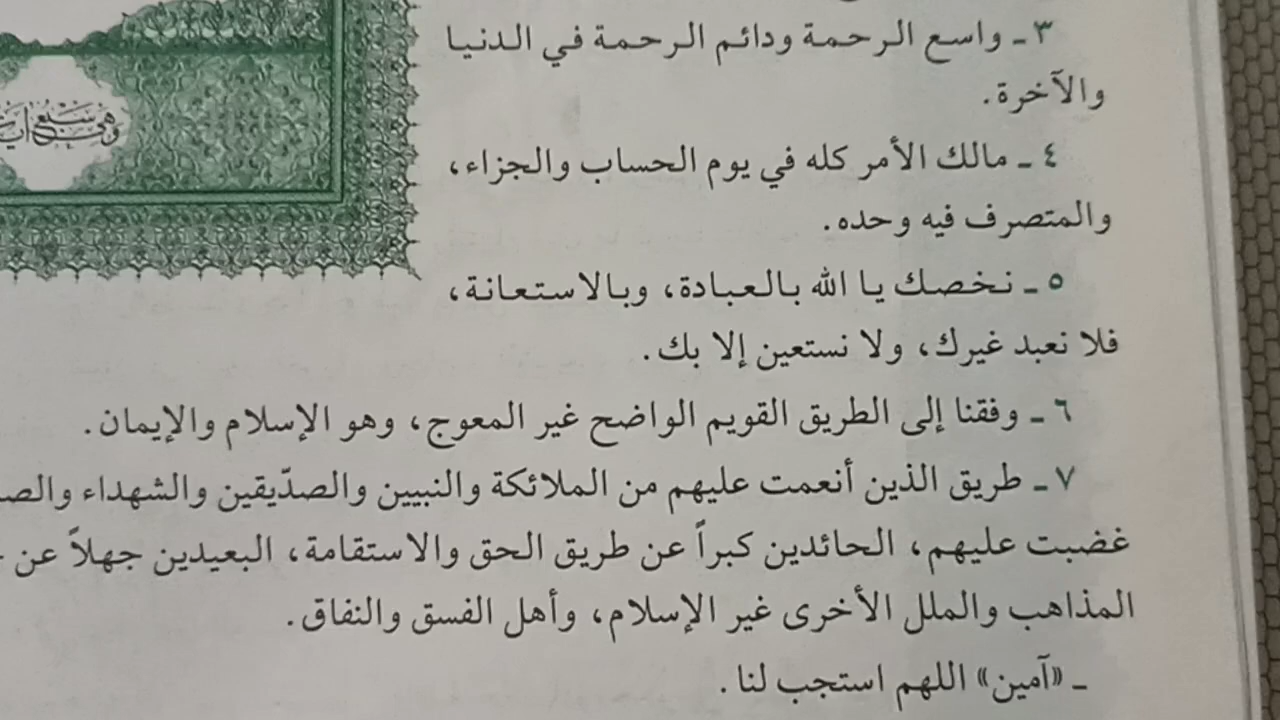 ٣ ـ واسع الرحمة ودائم الرحمة في الدنيا
والآخرة.
٤ ـ مالك الأمر كله في يوم الحساب والجزاء،
والمتصرف فيه وحده.
٥ ـ نخصك يا الله بالعبادة، وبالاستعانة،
فلا نعبد غيرك، ولا نستعين إلا بك.
٦ ـ وفقنا إلى الطريق القويم الواضح غير المعوج، وهو الإسلام والإيمان.
٧ ـ طريق الذين أنعمت عليهم من الملائكة والنبيين والصدّيقين والشهداء
غضبت عليهم، الحائدين كبراً عن طريق الحق والاستقامة، البعيدين جهلاً عن
المذاهب والملل الأخرى غير الإسلام، وأهل الفسق والنفاق.
ـ «آمين» اللهم استجب لنا.
وَهِيَ سَبْعُ